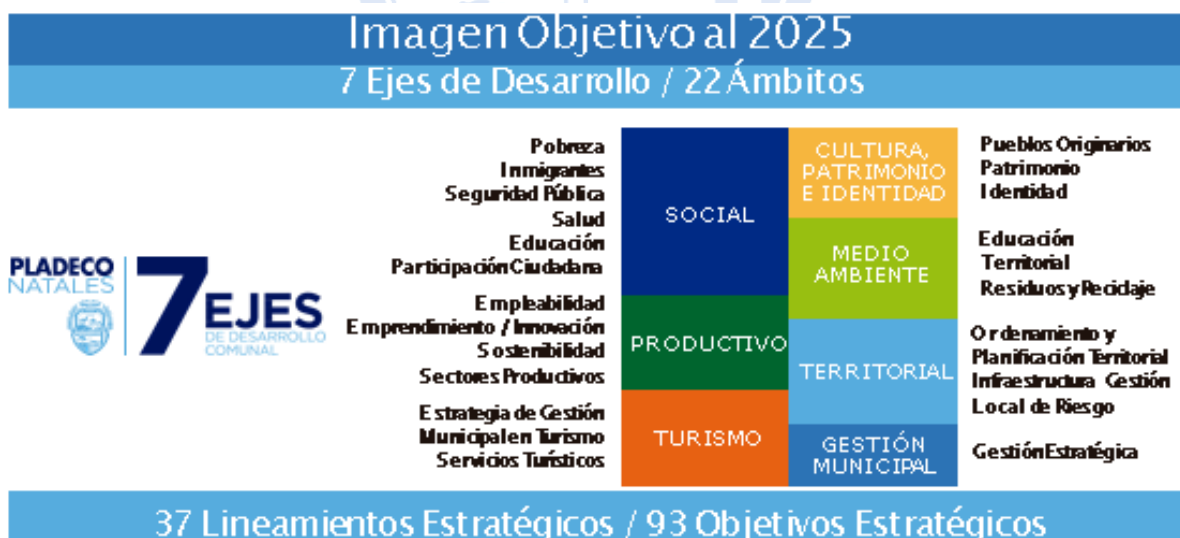 Imagen Objetivo al 2025
7 Ejes de Desarrollo / 22 Ámbitos
PLADECO
NATALES
7 EJES
DE DESARROLLO
COMUNAL
Pobreza
Inmigrantes
Seguridad Pública
Salud
Educación
Participación Ciudadana
SOCIAL
Empleabilidad
Emprendimiento / Innovación
Sostenibilidad
Sectores Productivos
PRODUCTIVO
Estrategia de Gestión
Municipal en Turismo
Servicios Turísticos
TURISMO
CULTURA,
PATRIMONIO
E IDENTIDAD
Pueblos Originarios
Patrimonio
Identidad
MEDIO
AMBIENTE
Educación
Territorial
Residuos y Reciclaje
TERRITORIAL
Ordenamiento y
Planificación Territorial
Infraestructura Gestión
Local de Riesgo
GESTIÓN
MUNICIPAL
Gestión Estratégica
37 Lineamientos Estratégicos / 93 Objetivos Estratégicos